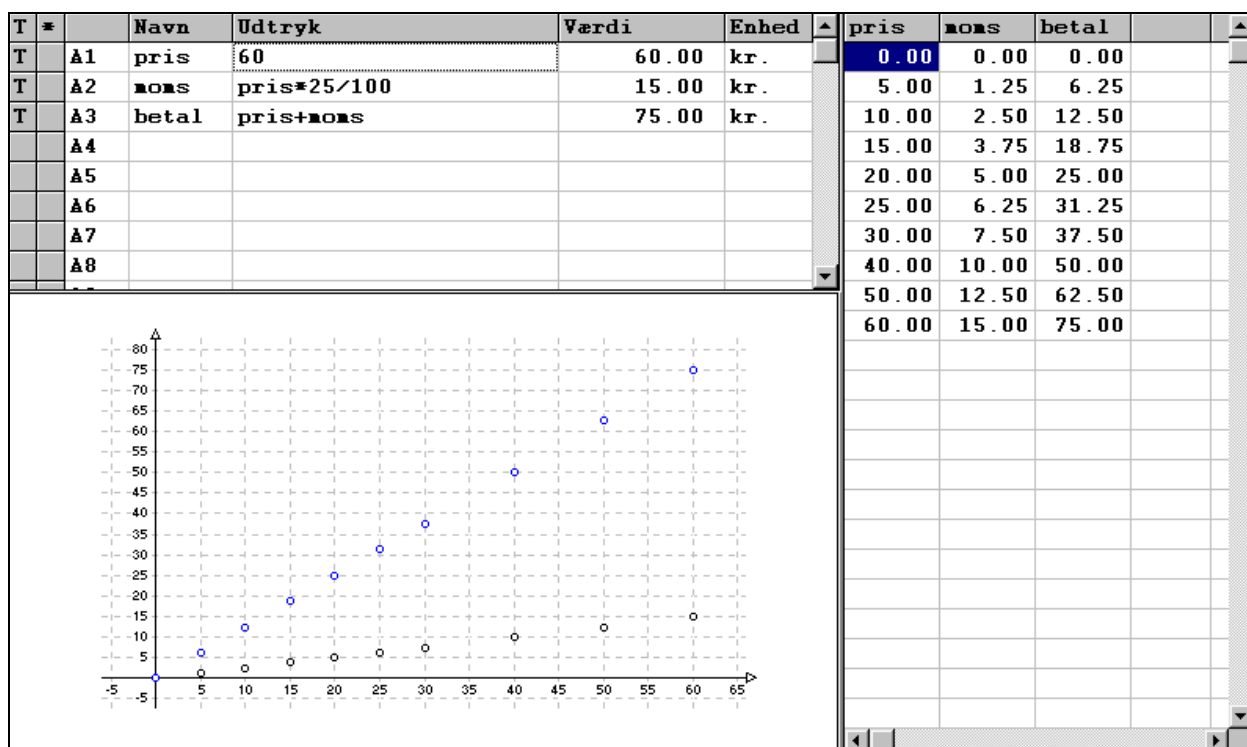 T * Navn Udtryk Værdi Enhed
T A1 pris 60 60.00 kr.
T A2 moms pris*25/100 15.00 kr.
T A3 betal pris+moms 75.00 kr.
A4
A5
A6
A7
A8
pris moms betal
0.00 0.00 0.00
5.00 1.25 6.25
10.00 2.50 12.50
15.00 3.75 18.75
20.00 5.00 25.00
25.00 6.25 31.25
30.00 7.50 37.50
40.00 10.00 50.00
50.00 12.50 62.50
60.00 15.00 75.00
80
75
70
65
60
55
50
45
40
35
30
25
20
15
10
5
-5 5 10 15 20 25 30 35 40 45 50 55 60 65
-5